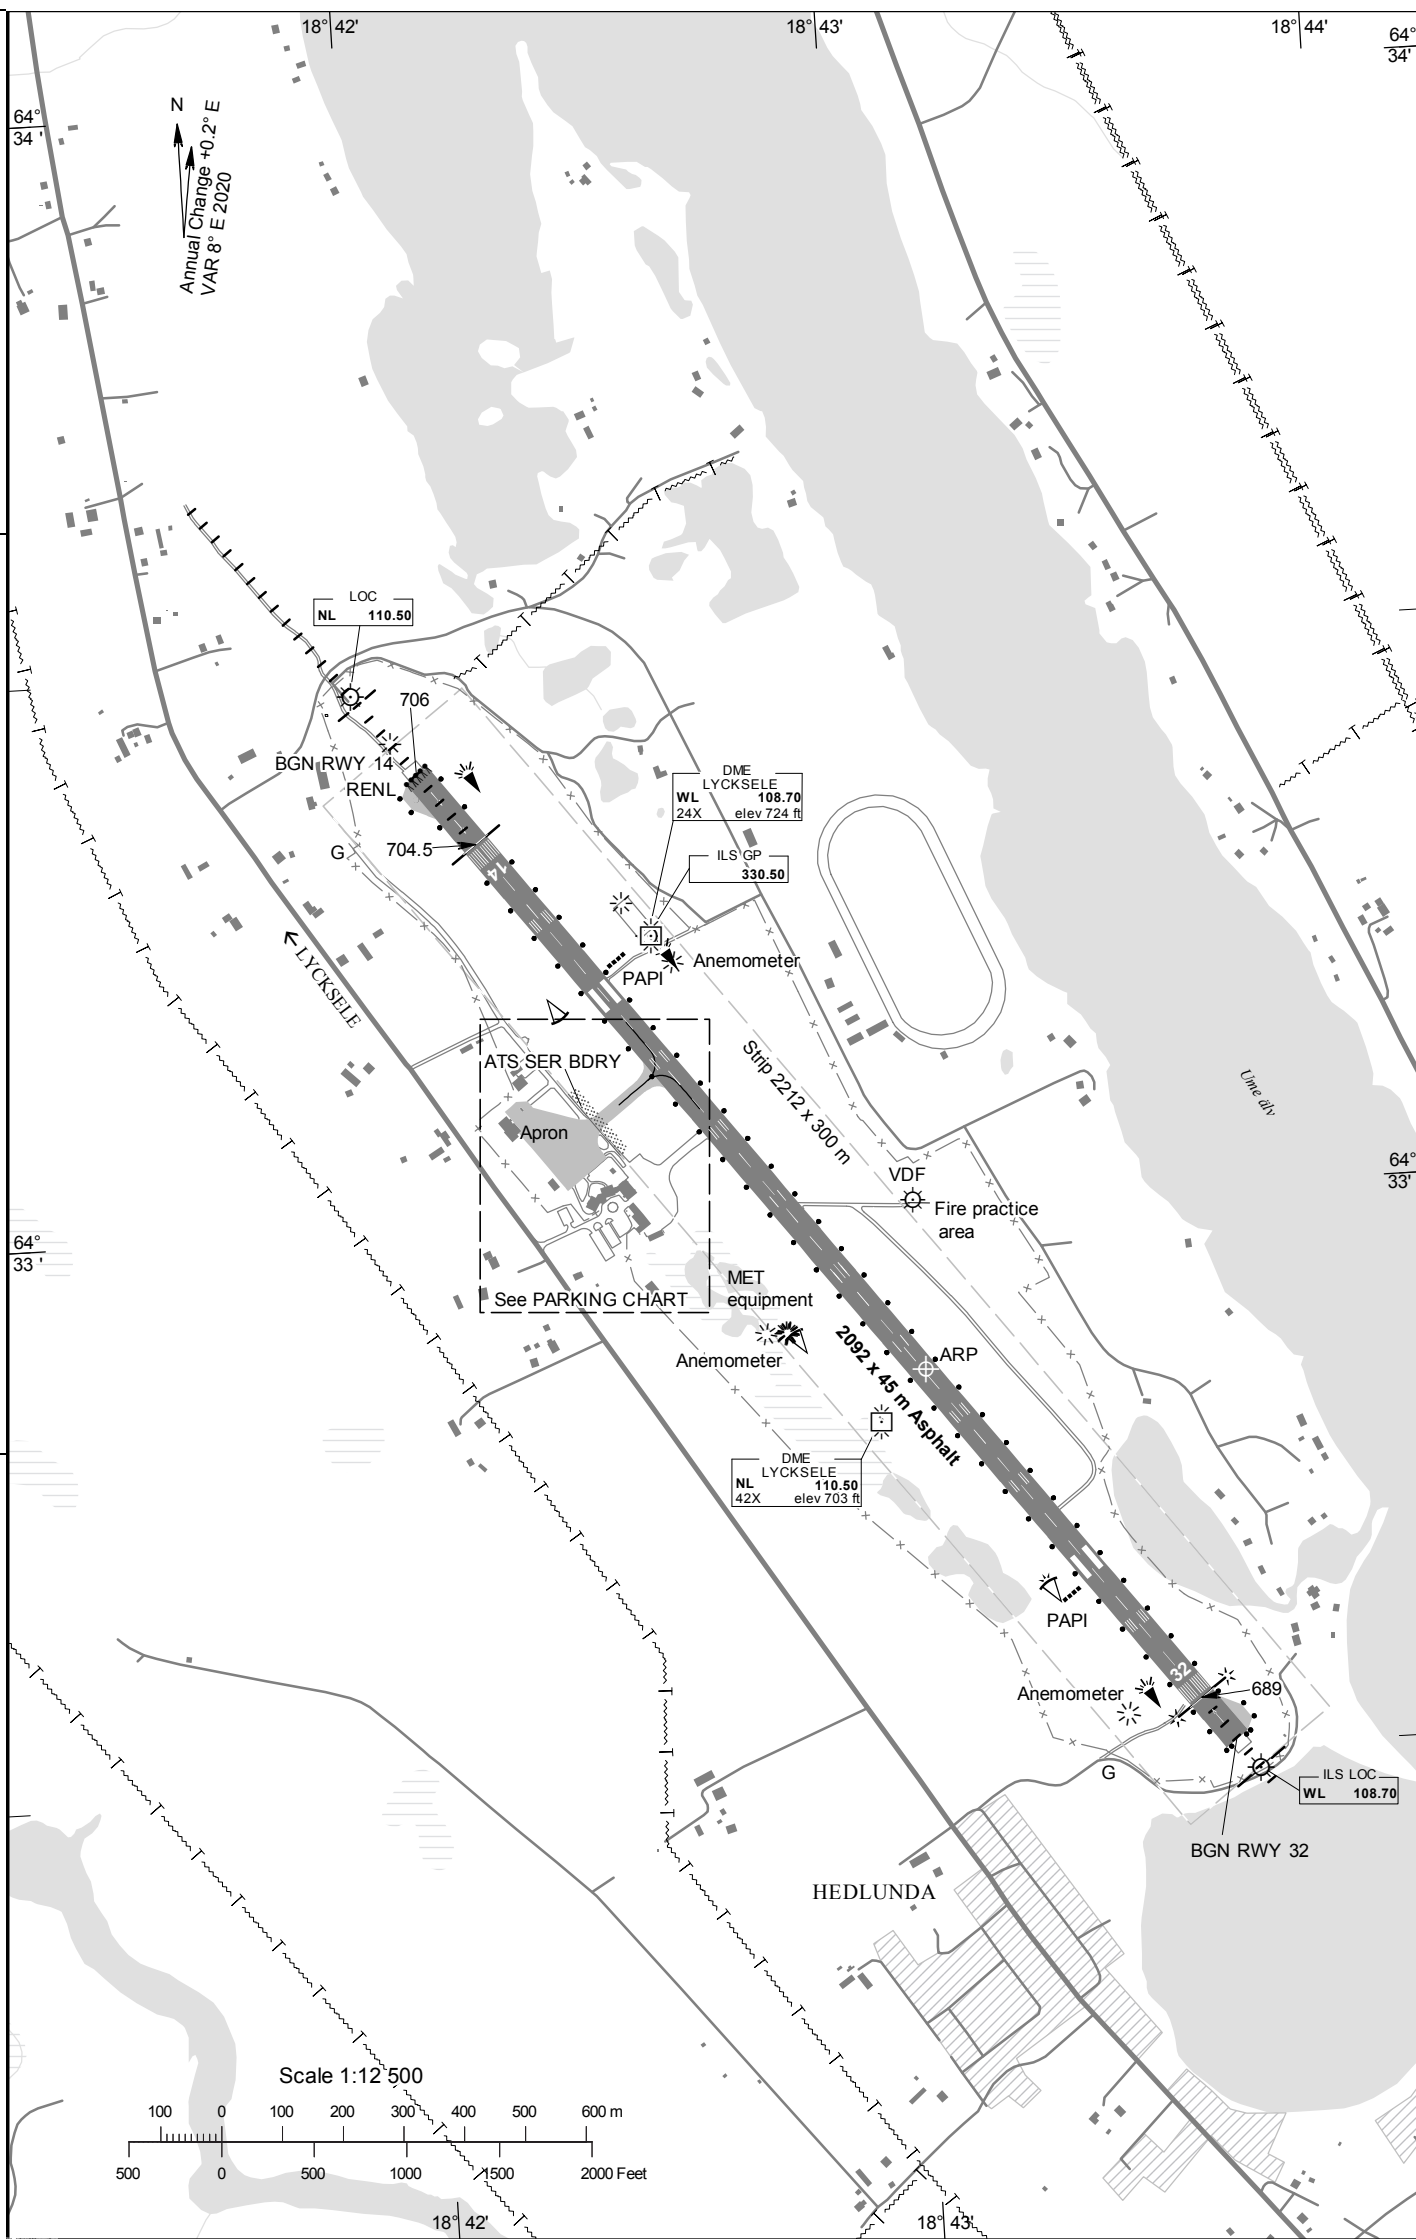 18° 42'
18° 43'
18° 44'
64°
34'
64°
34 '
N
Annual Change +0.2° E
VAR 8° E 2020
LOC
NL 110.50
706
BGN RWY 14
RENL
DME
LYCKSELE
WL 108.70
24X elev 724 ft
G
704.5
ILS GP
330.50
14
LYCKSELE
PAPI
Anemometer
ATS SER BDRY
Strip 2212 x 300 m
Ume älv
Apron
VDF
64°
33'
Fire practice
area
64°
33 '
MET
equipment
See PARKING CHART
Anemometer
2092 x 45 m Asphalt
ARP
DME
LYCKSELE
NL 110.50
42X elev 703 ft
PAPI
32
689
Anemometer
G
ILS LOC
WL 108.70
BGN RWY 32
HEDLUNDA
Scale 1:12 500
100 0 100 200 300 400 500 600 m
500 0 500 1000 1500 2000 Feet
18° 42'
18° 43'